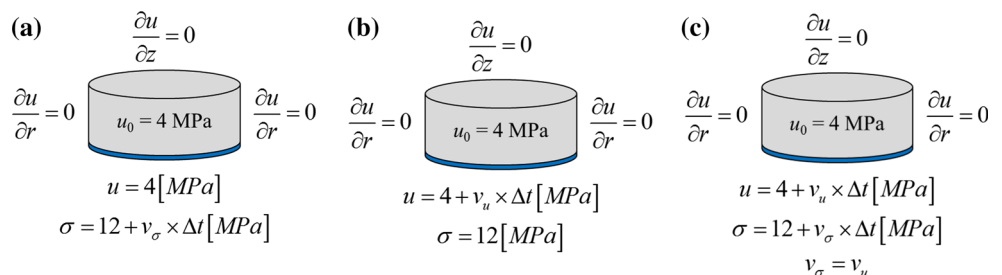 (a)
∂u/∂z = 0
∂u/∂r = 0
u₀ = 4 MPa
∂u/∂r = 0
u = 4[MPa]
σ = 12 + v_σ × Δt[MPa]
(b)
∂u/∂z = 0
∂u/∂r = 0
u₀ = 4 MPa
∂u/∂r = 0
u = 4 + v_u × Δt[MPa]
σ = 12[MPa]
(c)
∂u/∂z = 0
∂u/∂r = 0
u₀ = 4 MPa
∂u/∂r = 0
u = 4 + v_u × Δt[MPa]
σ = 12 + v_σ × Δt[MPa]
v_σ = v_u